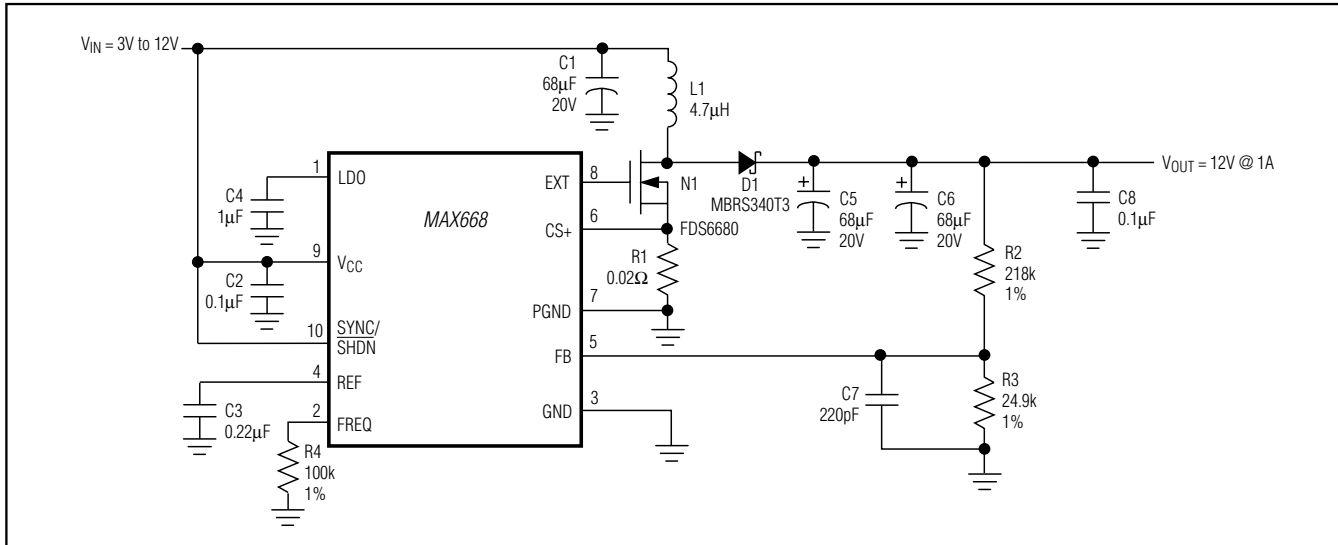 VIN = 3V to 12V
C1
68µF
20V
L1
4.7µH
1
LDO
C4
1µF
MAX668
EXT
8
N1
FDS6680
D1
MBRS340T3
C5
68µF
20V
C6
68µF
20V
C8
0.1µF
VOUT = 12V @ 1A
CS+
6
R1
0.02Ω
R2
218k
1%
9
VCC
C2
0.1µF
PGND
7
10
SYNC/
SHDN
FB
5
4
REF
C3
0.22µF
C7
220pF
R3
24.9k
1%
2
FREQ
GND
3
R4
100k
1%
+
+